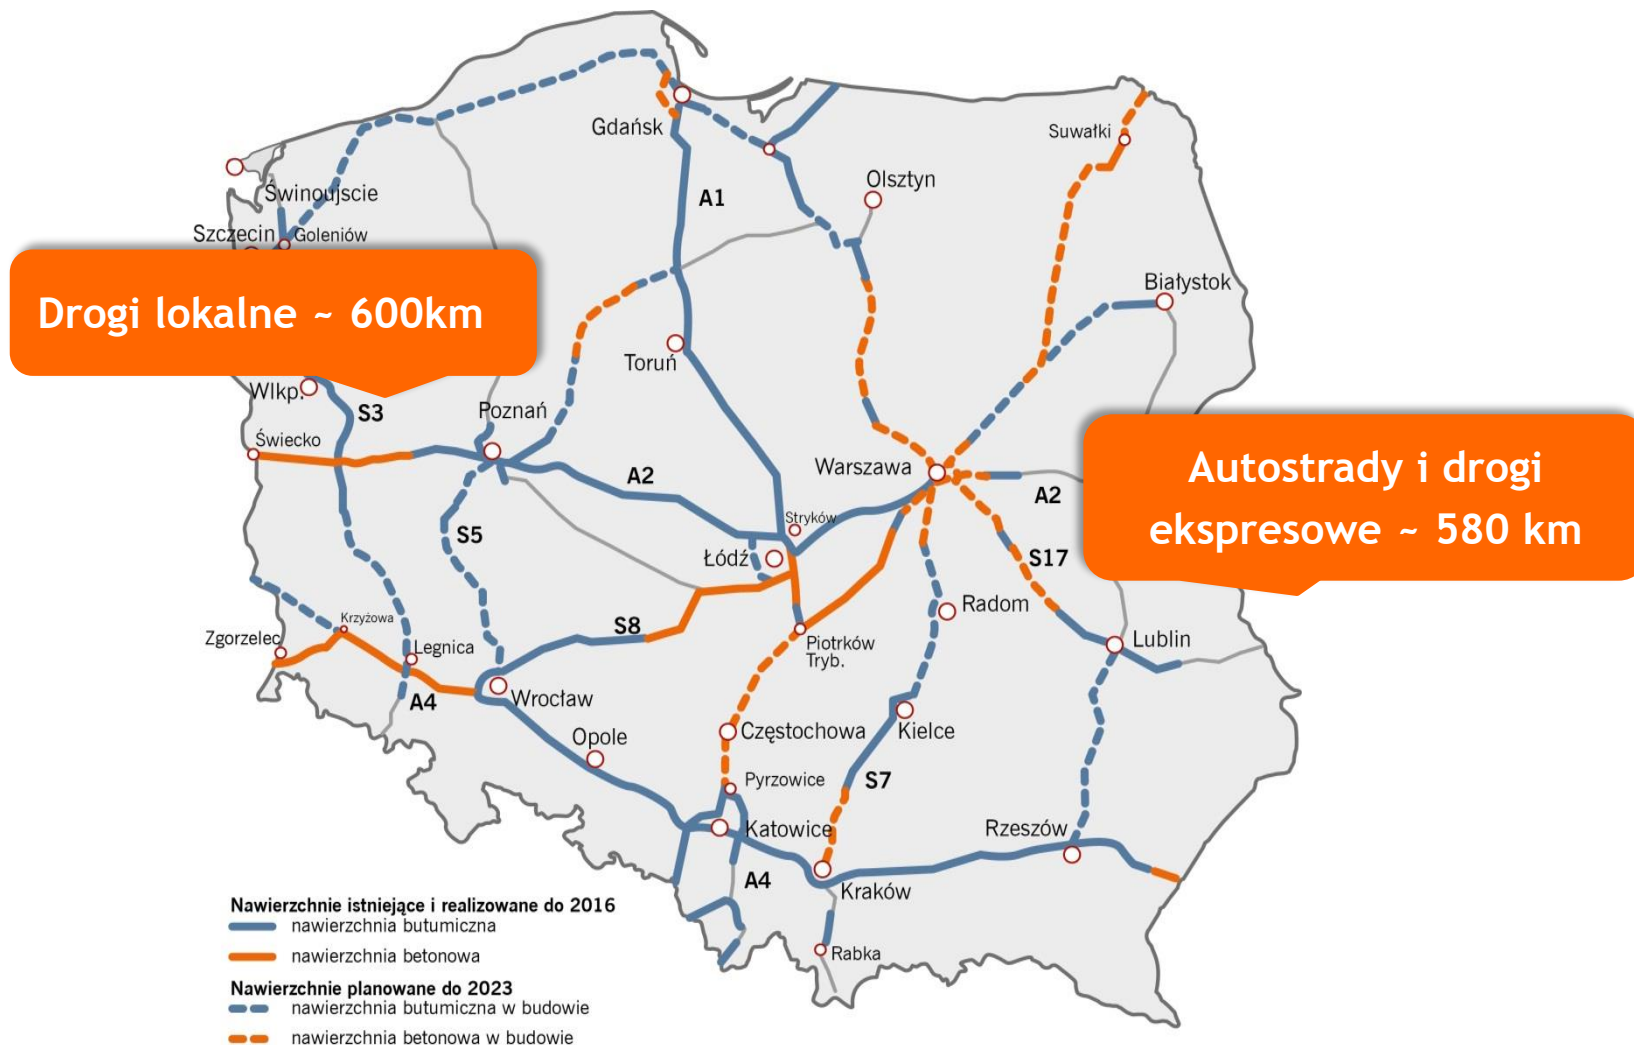 Gdańsk
Suwałki
Olsztyn
Świnoujscie
A1
Szczecin
Goleniów
Białystok
Drogi lokalne ~ 600km
Toruń
Wlkp.
S3
Poznań
Świecko
Warszawa
A2
A2
Autostrady i drogi
ekspresowe ~ 580 km
Stryków
S5
Łódź
S17
Krzyżowa
Radom
S8
Zgorzelec
Legnica
Piotrków
Tryb.
Lublin
A4
Wrocław
Częstochowa
Kielce
Opole
Pyrzowice
S7
Katowice
Rzeszów
A4
Kraków
Rabka
Nawierzchnie istniejące i realizowane do 2016
nawierzchnia butumiczna
nawierzchnia betonowa
Nawierzchnie planowane do 2023
nawierzchnia butumiczna w budowie
nawierzchnia betonowa w budowie